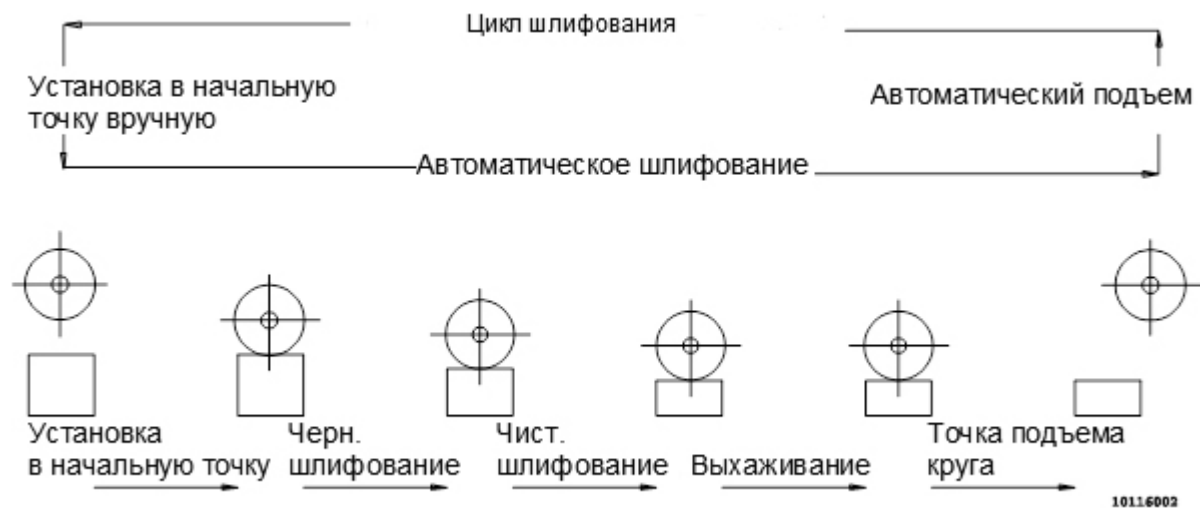 Цикл шлифования
Установка в начальную
точку вручную
Автоматический подъем
Автоматическое шлифование
Установка
в начальную точку
Черн.
шлифование
Чист.
шлифование
Выхаживание
Точка подъема
круга
10116002